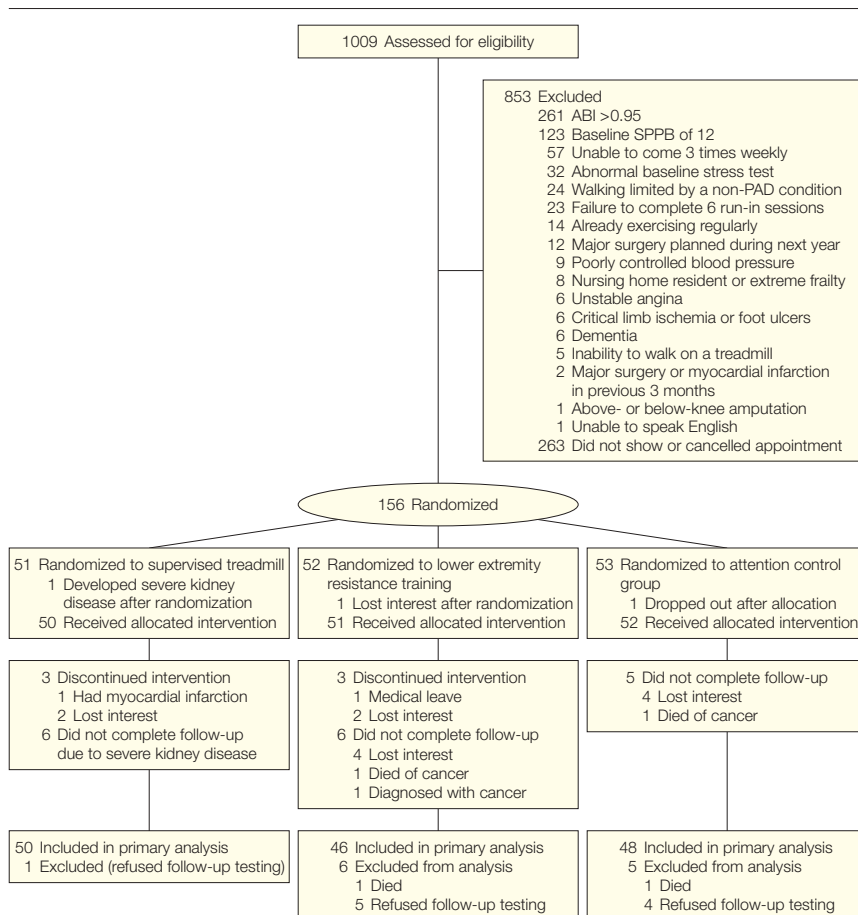 1009 Assessed for eligibility
853 Excluded
261 ABI >0.95
123 Baseline SPPB of 12
57 Unable to come 3 times weekly
32 Abnormal baseline stress test
24 Walking limited by a non-PAD condition
23 Failure to complete 6 run-in sessions
14 Already exercising regularly
12 Major surgery planned during next year
9 Poorly controlled blood pressure
8 Nursing home resident or extreme frailty
6 Unstable angina
6 Critical limb ischemia or foot ulcers
6 Dementia
5 Inability to walk on a treadmill
2 Major surgery or myocardial infarction
in previous 3 months
1 Above- or below-knee amputation
1 Unable to speak English
263 Did not show or cancelled appointment
156 Randomized
51 Randomized to supervised treadmill
1 Developed severe kidney
disease after randomization
50 Received allocated intervention
52 Randomized to lower extremity
resistance training
1 Lost interest after randomization
51 Received allocated intervention
53 Randomized to attention control
group
1 Dropped out after allocation
52 Received allocated intervention
3 Discontinued intervention
1 Had myocardial infarction
2 Lost interest
6 Did not complete follow-up
due to severe kidney disease
3 Discontinued intervention
1 Medical leave
2 Lost interest
6 Did not complete follow-up
4 Lost interest
1 Died of cancer
1 Diagnosed with cancer
5 Did not complete follow-up
4 Lost interest
1 Died of cancer
50 Included in primary analysis
1 Excluded (refused follow-up testing)
46 Included in primary analysis
6 Excluded from analysis
1 Died
5 Refused follow-up testing
48 Included in primary analysis
5 Excluded from analysis
1 Died
4 Refused follow-up testing